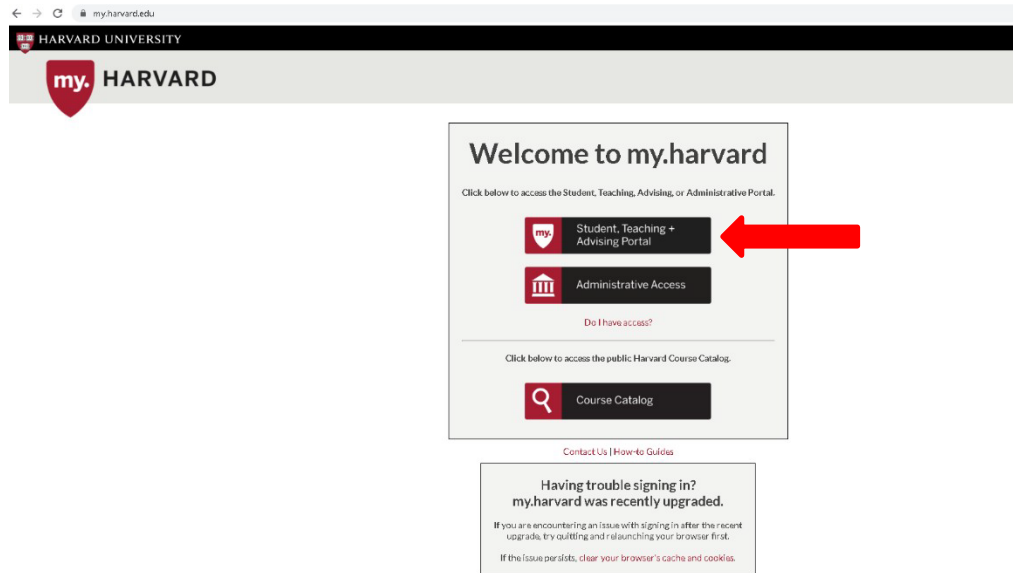 my.harvard.edu
HARVARD UNIVERSITY
my. HARVARD
Welcome to my.harvard
Click below to access the Student, Teaching, Advising, or Administrative Portal.
my.
Student, Teaching +
Advising Portal
Administrative Access
Do I have access?
Click below to access the public Harvard Course Catalog.
Course Catalog
Contact Us | How-to Guides
Having trouble signing in?
my.harvard was recently upgraded.
If you are encountering an issue with signing in after the recent
upgrade, try quitting and relaunching your browser first.
If the issue persists, clear your browser's cache and cookies.